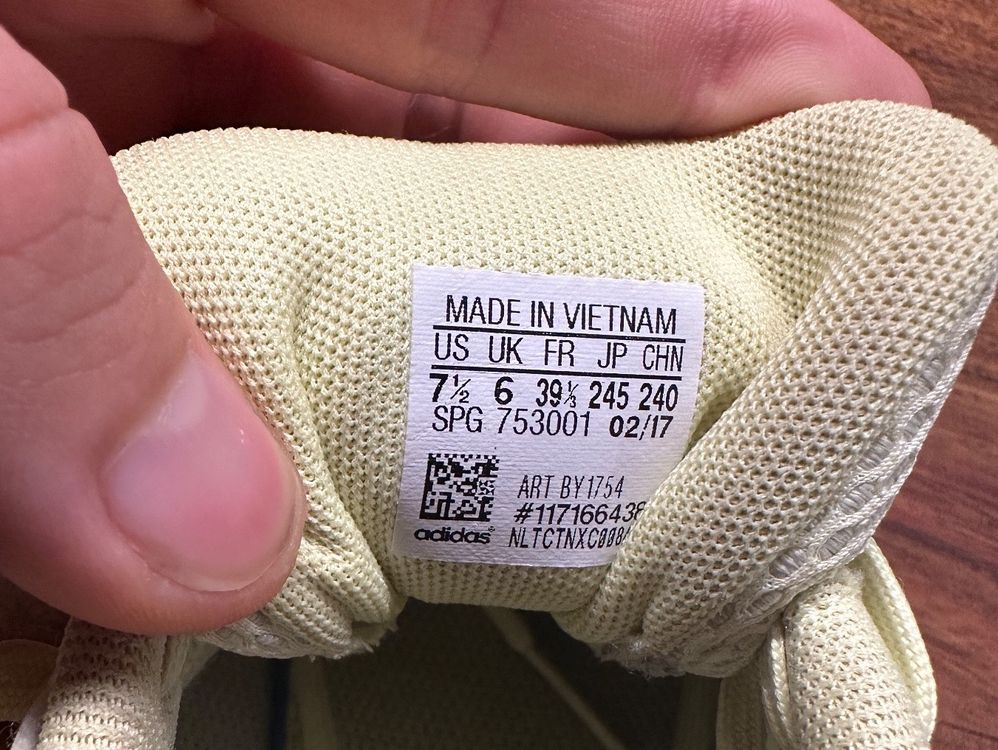 MADE IN VIETNAM
US UK FR JP CHN
7½ 6 39⅓ 245 240
SPG 753001 02/17
ART BY1754
adidas